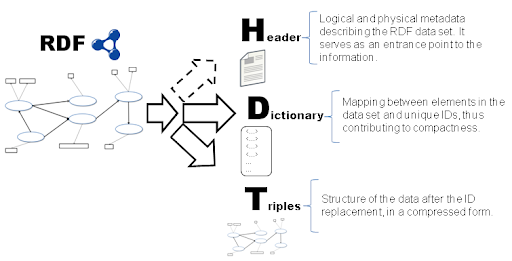 RDF
Header
Logical and physical metadata
describing the RDF data set. It
serves as an entrance point to the
information.
Dictionary
Mapping between elements in the
data set and unique IDs, thus
contributing to compactness.
Triples
Structure of the data after the ID
replacement, in a compressed form.